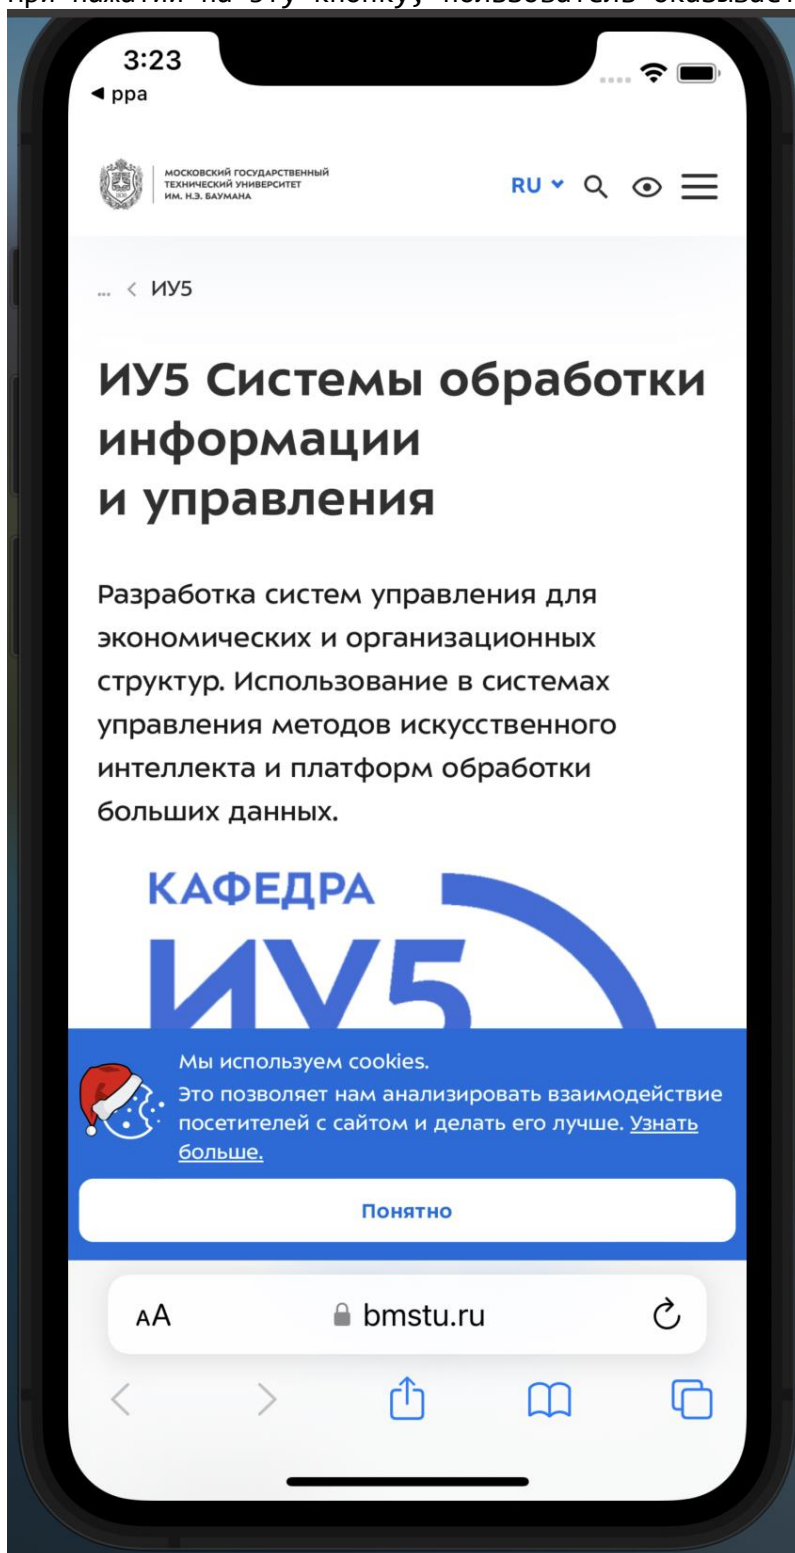 При нажатии на эту кнопку, пользователь оказывает
3:23
◀ ppa
МОСКОВСКИЙ ГОСУДАРСТВЕННЫЙ
ТЕХНИЧЕСКИЙ УНИВЕРСИТЕТ
ИМ. Н.Э. БАУМАНА
RU
... < ИУ5
ИУ5 Системы обработки
информации
и управления
Разработка систем управления для
экономических и организационных
структур. Использование в системах
управления методов искусственного
интеллекта и платформ обработки
больших данных.
КАФЕДРА
ИУ5
Мы используем cookies.
Это позволяет нам анализировать взаимодействие
посетителей с сайтом и делать его лучше. Узнать
больше.
Понятно
AA bmstu.ru